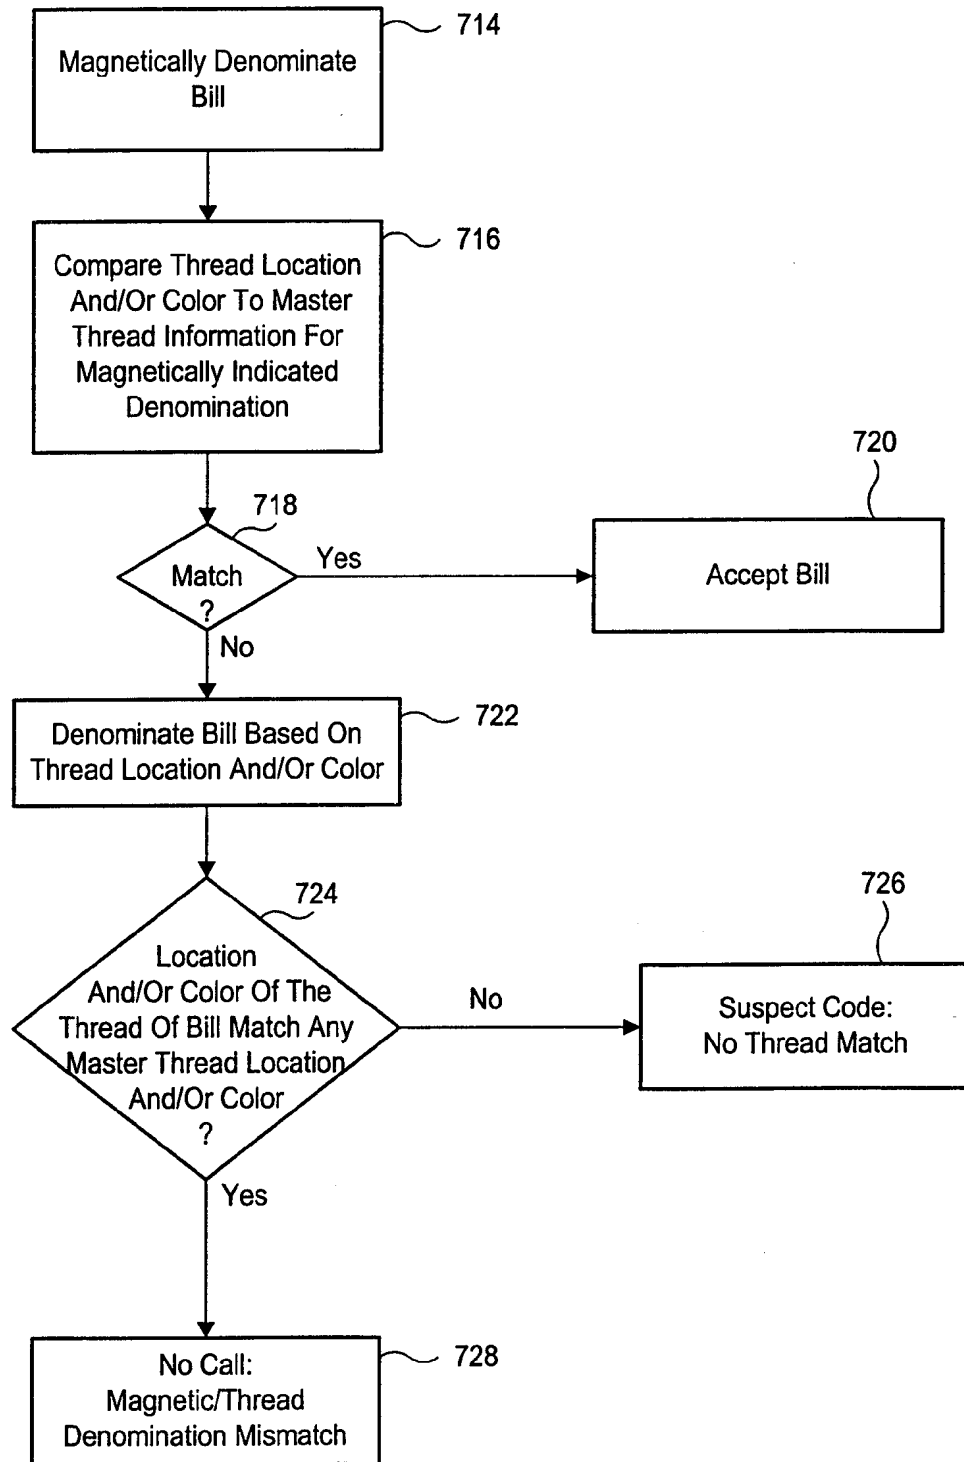 714
Magnetically Denominate
Bill
716
Compare Thread Location
And/Or Color To Master
Thread Information For
Magnetically Indicated
Denomination
718
Match
?
Yes
720
Accept Bill
No
722
Denominate Bill Based On
Thread Location And/Or Color
724
Location
And/Or Color Of The
Thread Of Bill Match Any
Master Thread Location
And/Or Color
?
No
726
Suspect Code:
No Thread Match
Yes
728
No Call:
Magnetic/Thread
Denomination Mismatch